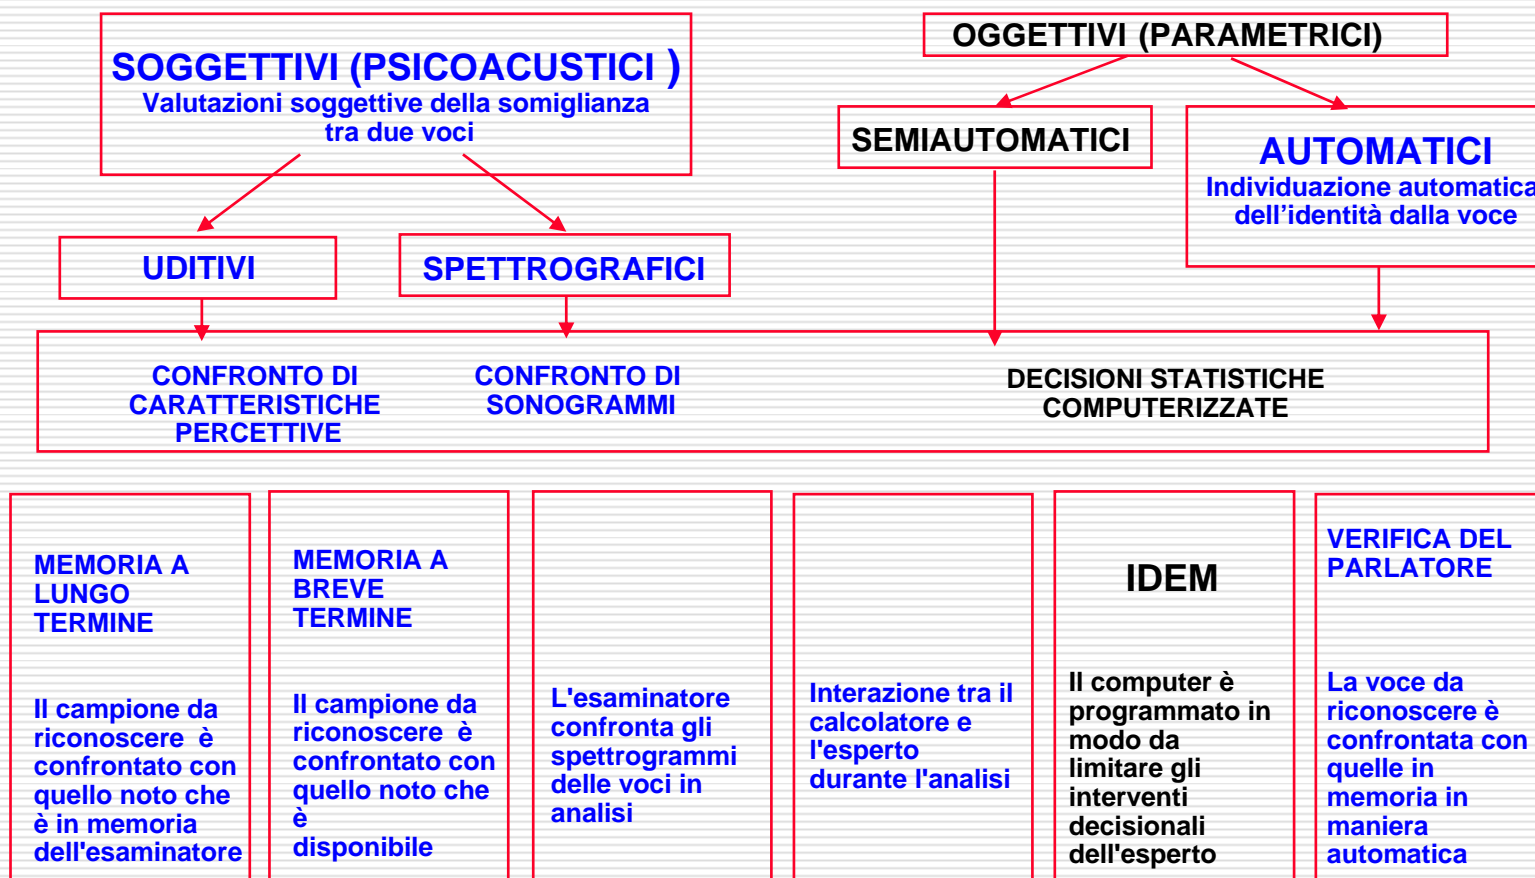 SOGGETTIVI (PSICOACUSTICI )
Valutazioni soggettive della somiglianza
tra due voci
OGGETTIVI (PARAMETRICI)
SEMIAUTOMATICI
AUTOMATICI
Individuazione automatica
dell’identità dalla voce
UDITIVI
SPETTROGRAFICI
CONFRONTO DI
CARATTERISTICHE
PERCETTIVE
CONFRONTO DI
SONOGRAMMI
DECISIONI STATISTICHE
COMPUTERIZZATE
MEMORIA A
LUNGO
TERMINE
Il campione da
riconoscere è
confrontato con
quello noto che
è in memoria
dell'esaminatore
MEMORIA A
BREVE
TERMINE
Il campione da
riconoscere è
confrontato con
quello noto che
è
disponibile
L'esaminatore
confronta gli
spettrogrammi
delle voci in
analisi
Interazione tra il
calcolatore e
l'esperto
durante l'analisi
IDEM
Il computer è
programmato in
modo da
limitare gli
interventi
decisionali
dell'esperto
VERIFICA DEL
PARLATORE
La voce da
riconoscere è
confrontata con
quelle in
memoria in
maniera
automatica